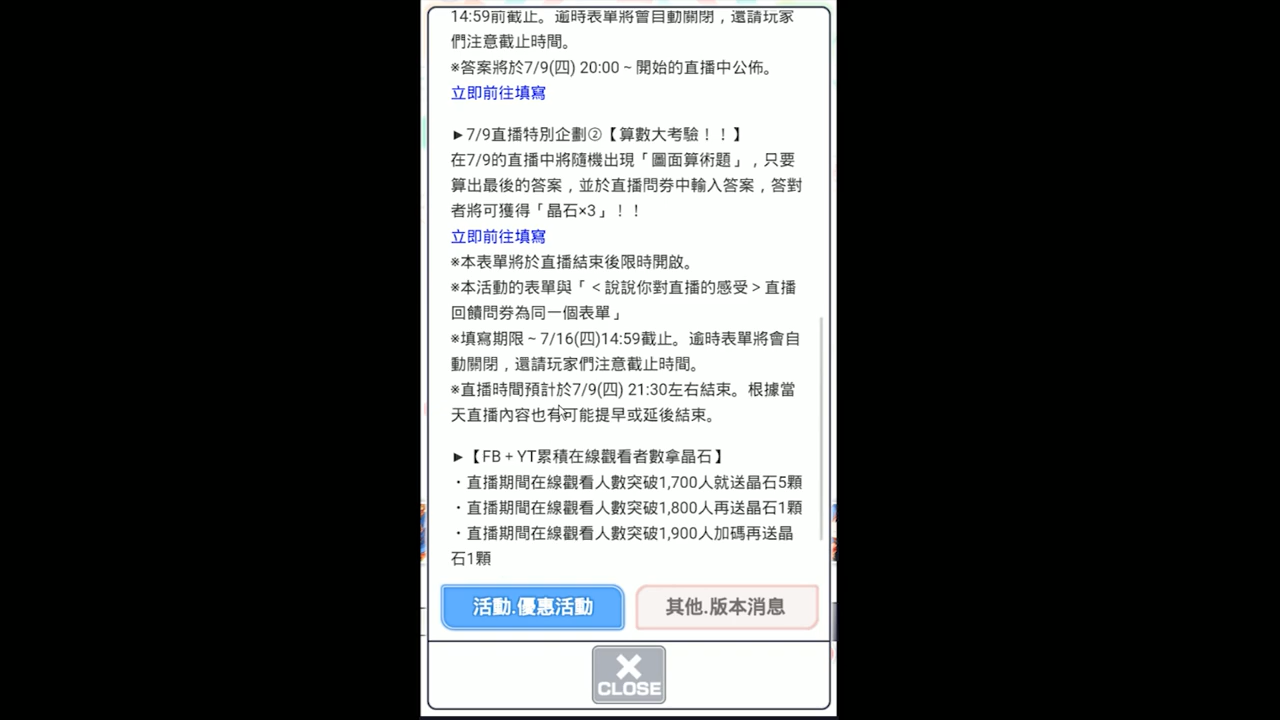 14:59前截止。逾時表單將會自動關閉，還請玩家
們注意截止時間。
※答案將於7/9(四) 20:00 ~ 開始的直播中公佈。
立即前往填寫
►7/9直播特別企劃②【算數大考驗！！】
在7/9的直播中將隨機出現「圖面算術題」，只要
算出最後的答案，並於直播問券中輸入答案，答對
者將可獲得「晶石×3」！！
立即前往填寫
※本表單將於直播結束後限時開啟。
※本活動的表單與「＜說說你對直播的感受＞直播
回饋問券為同一個表單」
※填寫期限 ~ 7/16(四)14:59截止。逾時表單將會自
動關閉，還請玩家們注意截止時間。
※直播時間預計於7/9(四) 21:30左右結束。根據當
天直播內容也有可能提早或延後結束。
►【FB + YT累積在線觀看者數拿晶石】
・直播期間在線觀看人數突破1,700人就送晶石5顆
・直播期間在線觀看人數突破1,800人再送晶石1顆
・直播期間在線觀看人數突破1,900人加碼再送晶
石1顆
活動.優惠活動
其他.版本消息
CLOSE